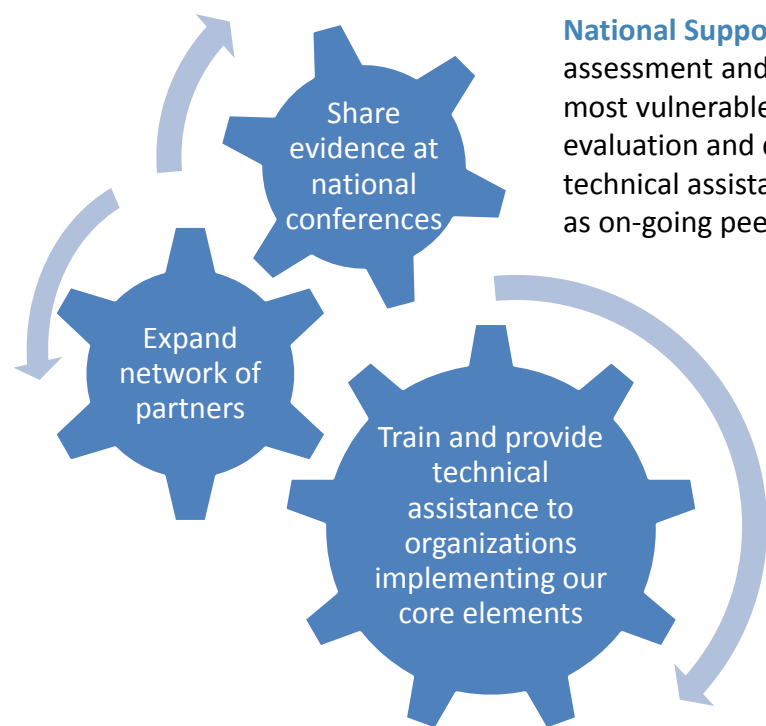 National Suppo
assessment and
most vulnerable
evaluation and
technical assista
as on-going pee
Share
evidence at
national
conferences
Expand
network of
partners
Train and provide
technical
assistance to
organizations
implementing our
core elements